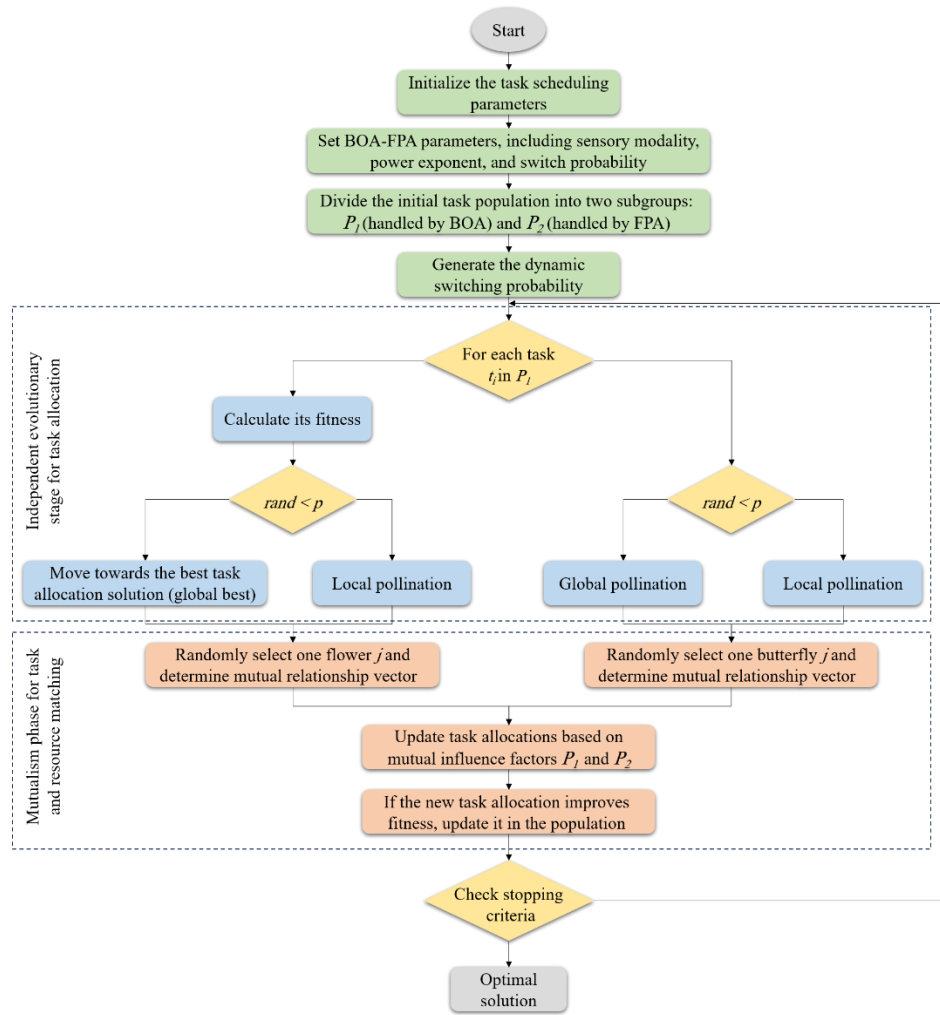 Start
Initialize the task scheduling
parameters
Set BOA-FPA parameters, including sensory modality,
power exponent, and switch probability
Divide the initial task population into two subgroups:
P1 (handled by BOA) and P2 (handled by FPA)
Generate the dynamic
switching probability
Independent evolutionary
stage for task allocation
For each task
ti in P1
Calculate its fitness
rand < p
rand < p
Move towards the best task
allocation solution (global best)
Local pollination
Global pollination
Local pollination
Mutualism phase for task
and resource matching
Randomly select one flower j and
determine mutual relationship vector
Randomly select one butterfly j and
determine mutual relationship vector
Update task allocations based on
mutual influence factors P1 and P2
If the new task allocation improves
fitness, update it in the population
Check stopping
criteria
Optimal
solution